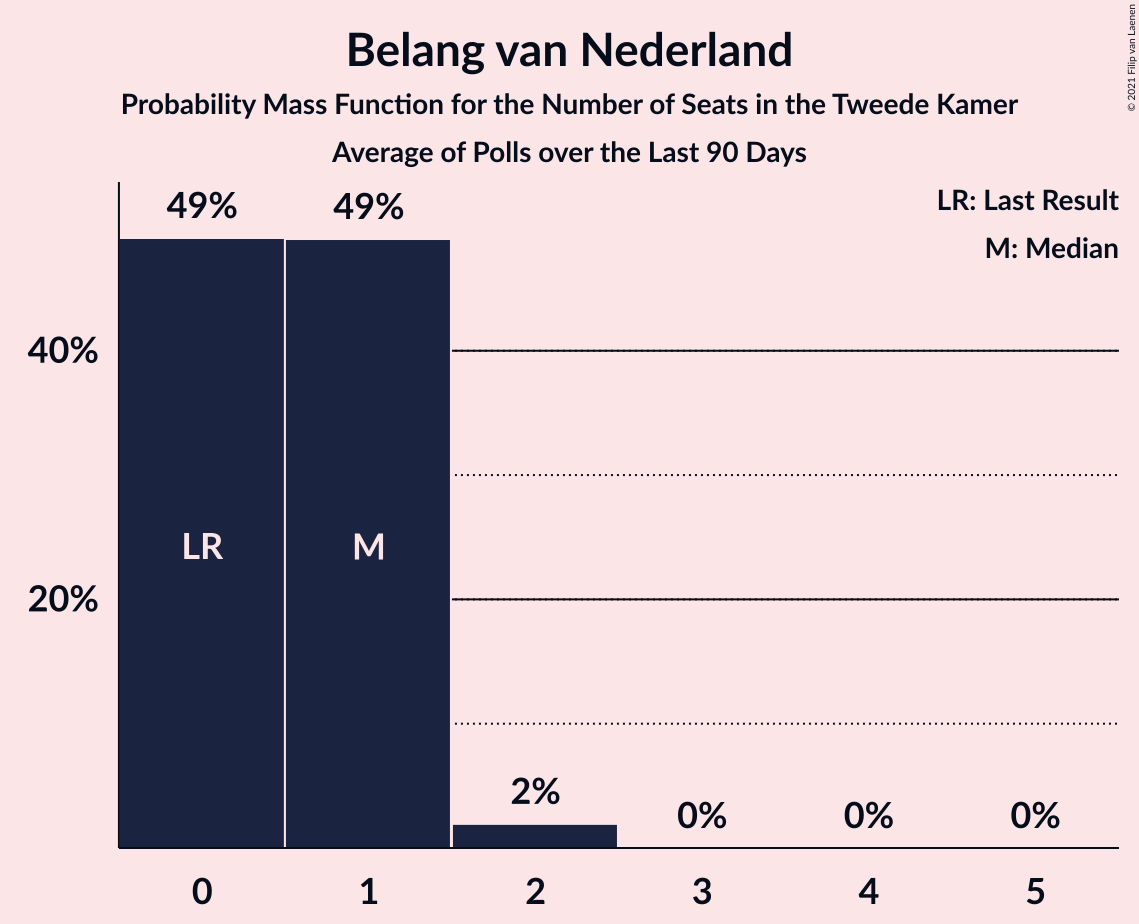 Belang van Nederland
Probability Mass Function for the Number of Seats in the Tweede Kamer
Average of Polls over the Last 90 Days
© 2021 Filip van Laenen
LR: Last Result
M: Median
49%
49%
40%
LR
M
20%
2%
0%
0%
0%
0
1
2
3
4
5